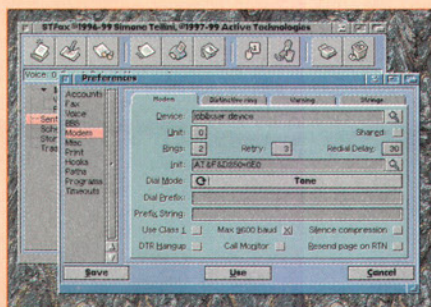 STFax ©1996-99 Simone Tellini, ©1997-99 Active Technologies
Voice: 0
Preferences
Accounts
Fax
Voice
BBS
Modems
Misc
Print
Hooks
Paths
Programs
Timeouts
Modem Distinctive ring Strings
Device:
Unit: 0 Shared:
Rings: 2 Retry: 3 Redial Delay: 30
Init:
Dial Mode: Tone
Dial Prefix:
Prefix String:
Use Class 1 Max 9600 baud X Silence compression
DTR Hangup Call Monitor Resend page on RTN
Save Use Cancel